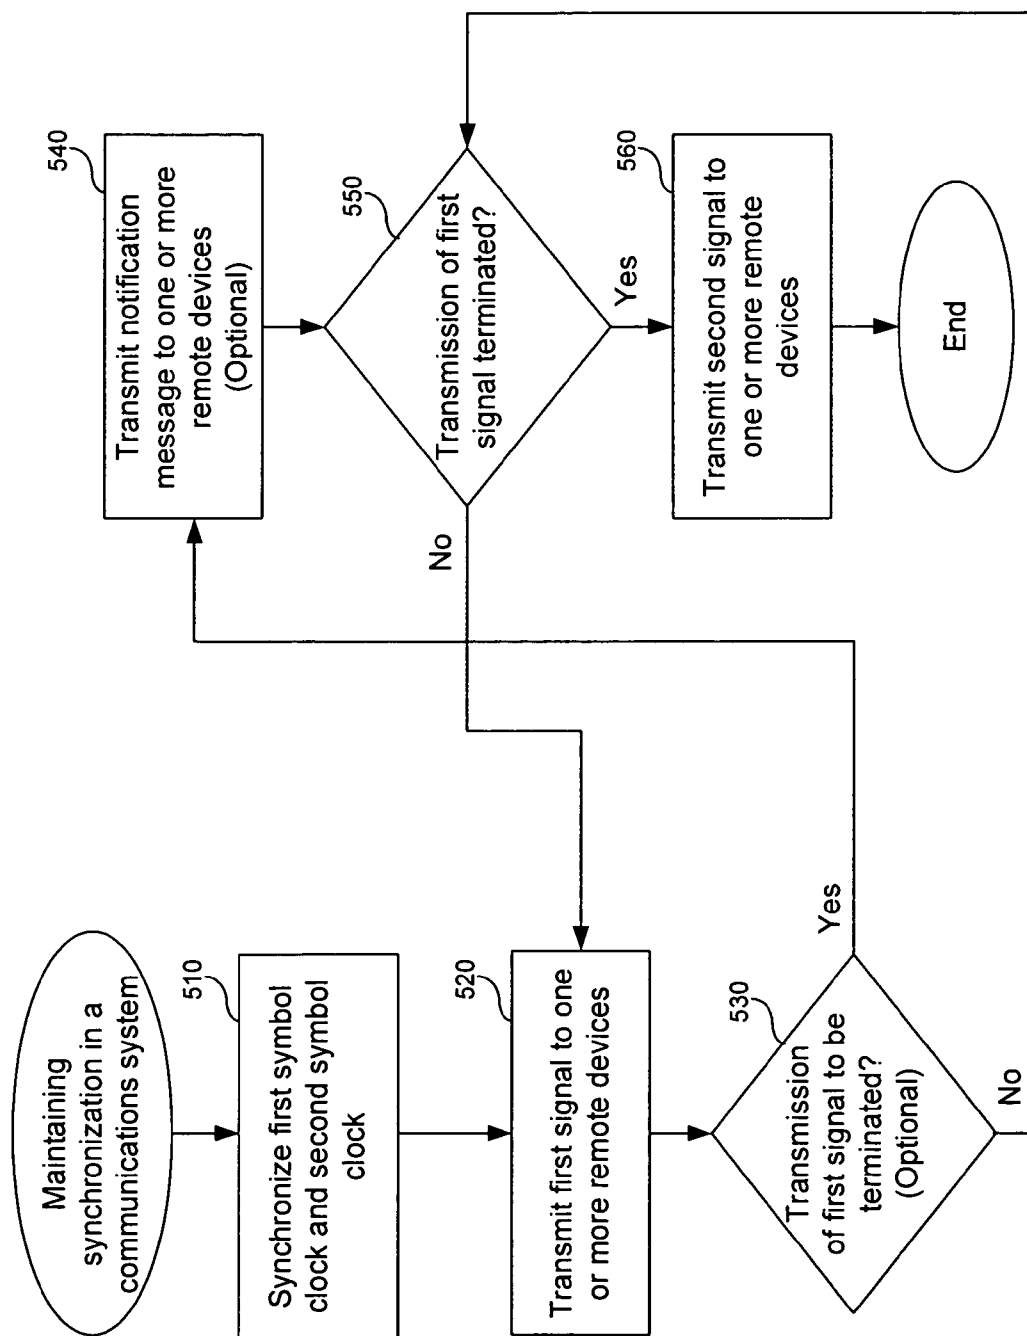 Maintaining
synchronization in a
communications system
510
Synchronize first symbol
clock and second symbol
clock
520
Transmit first signal to one
or more remote devices
530
Transmission
of first signal to be
terminated?
(Optional)
Yes
No
540
Transmit notification
message to one or more
remote devices
(Optional)
550
Transmission of first
signal terminated?
No
Yes
560
Transmit second signal to
one or more remote
devices
End